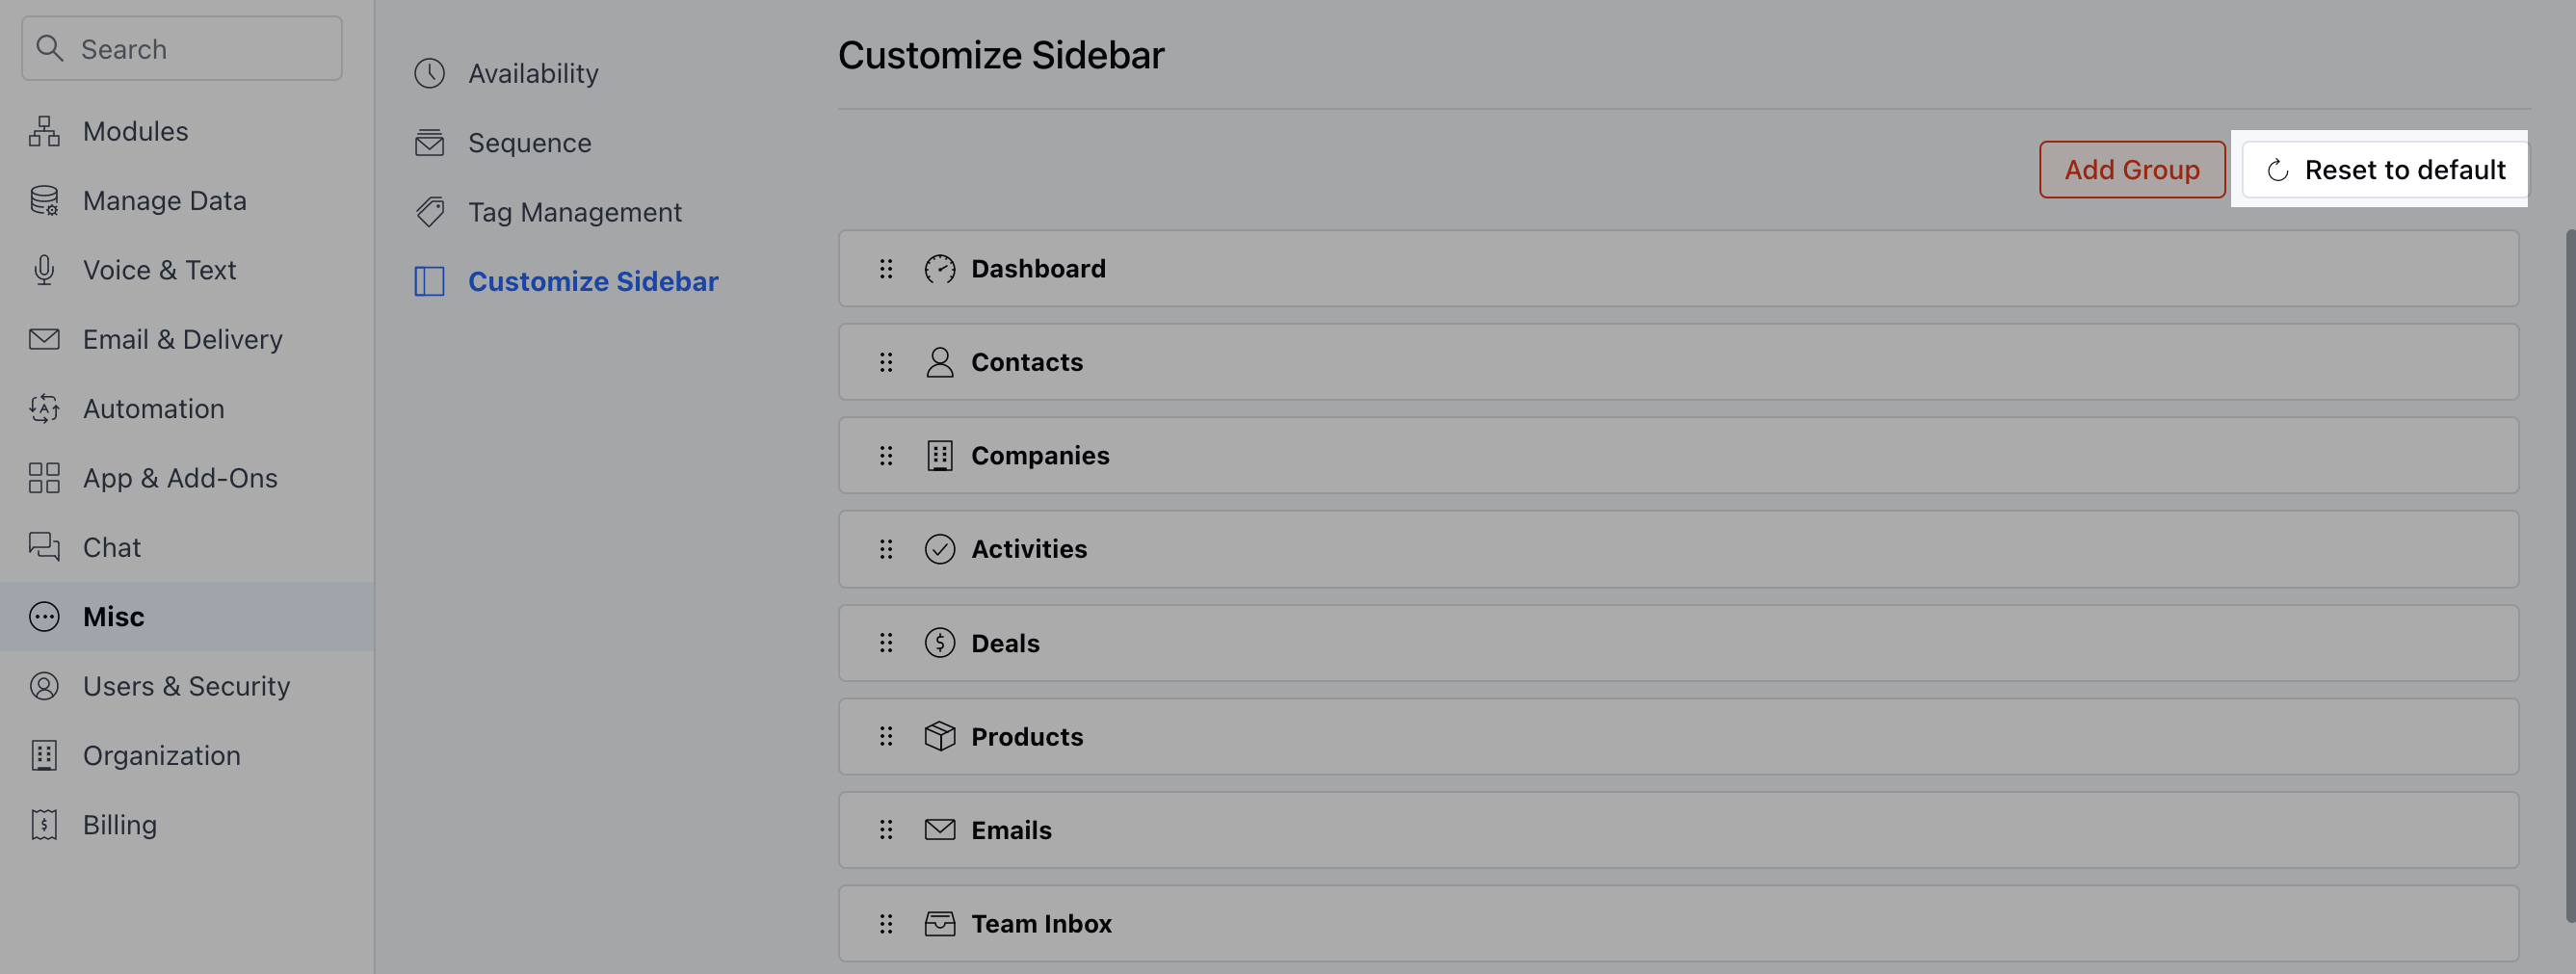 Search
Modules
Manage Data
Voice & Text
Email & Delivery
Automation
App & Add-Ons
Chat
Misc
Users & Security
Organization
Billing
Availability
Sequence
Tag Management
Customize Sidebar
Customize Sidebar
Add Group
Reset to default
Dashboard
Contacts
Companies
Activities
Deals
Products
Emails
Team Inbox